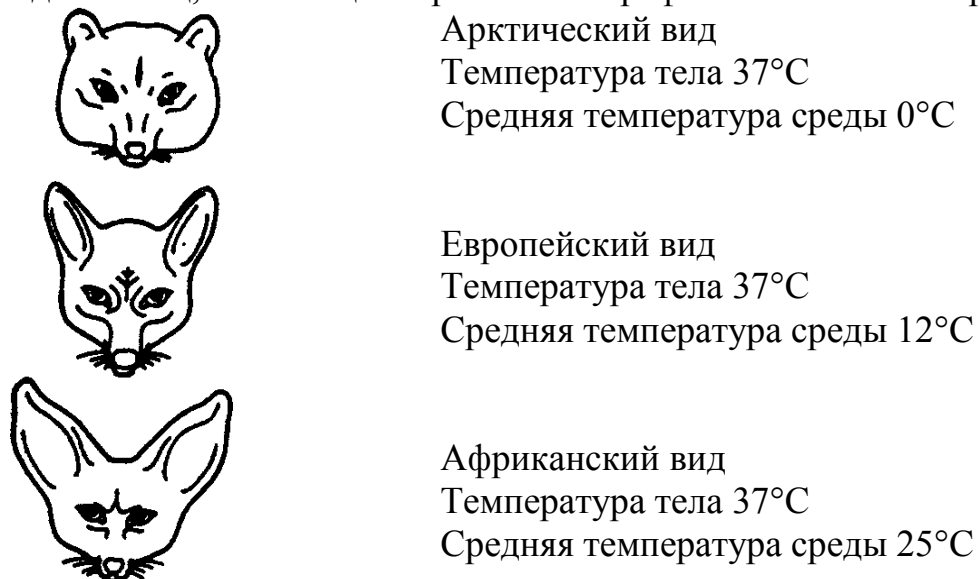 Арктический вид
Температура тела 37°С
Средняя температура среды 0°С
Европейский вид
Температура тела 37°С
Средняя температура среды 12°С
Африканский вид
Температура тела 37°С
Средняя температура среды 25°С